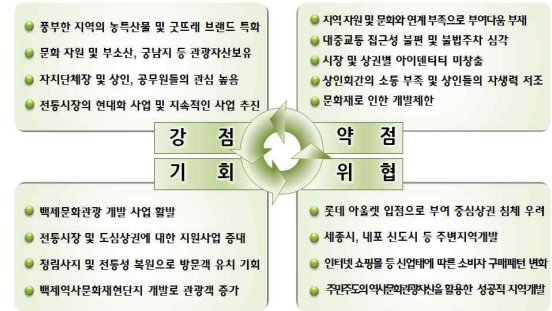 풍부한 지역의 농특산물 및 굿뜨래 브랜드 특화
문화 자원 및 부소산, 궁남지 등 관광자산보유
자치단체장 및 상인, 공무원들의 관심 높음
전통시장의 현대화 사업 및 지속적인 사업 추진
지역 자원 및 문화와 연계 부족으로 부여다움 부재
대중교통 접근성 불편 및 불법주차 심각
시장 및 상권별 아이덴티티 미창출
상인회간의 소통 부족 및 상인들의 자생력 저조
문화재로 인한 개발제한
강 점
약 점
기 회
위 협
백제문화관광 개발 사업 활발
전통시장 및 도심상권에 대한 지원사업 증대
정림사지 및 전통성 복원으로 방문객 유치 기회
백제역사문화재현단지 개발로 관광객 증가
롯데 아울렛 입점으로 부여 중심상권 침체 우려
세종시, 내포 신도시 등 주변지역개발
인터넷 쇼핑몰 등 신업태에 따른 소비자 구매패턴 변화
주민주도의 역사문화관광자산을 활용한 성공적 지역개발